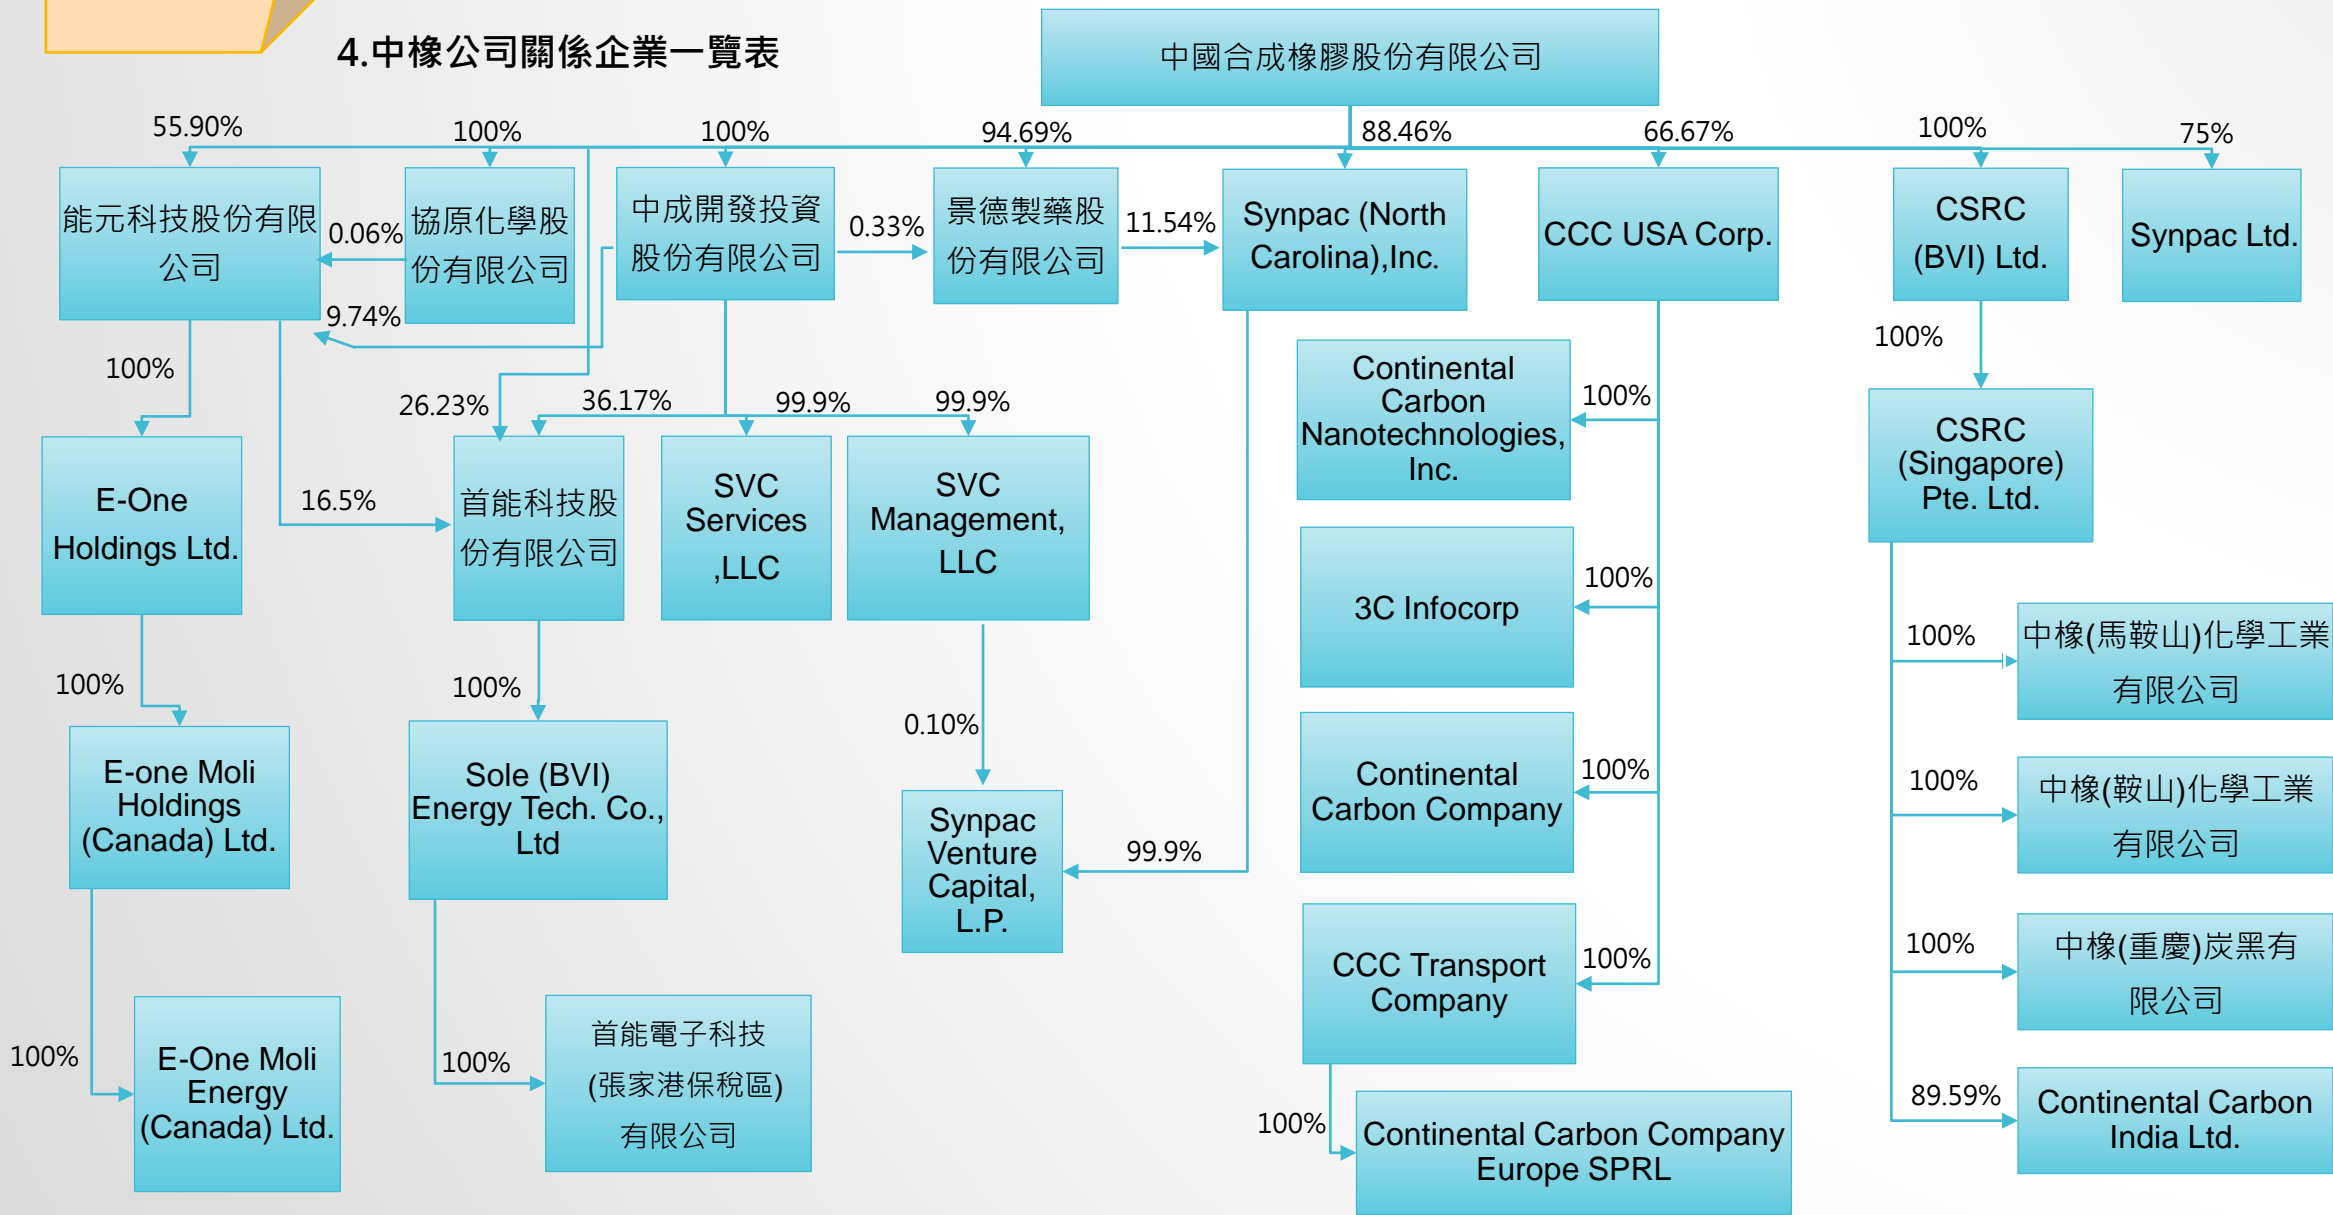 4.中橡公司關係企業一覽表
中國合成橡膠股份有限公司
55.90%
100%
100%
94.69%
88.46%
66.67%
100%
75%
能元科技股份有限
公司
0.06%
協原化學股
份有限公司
中成開發投資
股份有限公司
0.33%
景德製藥股
份有限公司
11.54%
Synpac (North
Carolina),Inc.
CCC USA Corp.
CSRC
(BVI) Ltd.
Synpac Ltd.
9.74%
100%
26.23%
36.17%
99.9%
99.9%
100%
100%
Continental
Carbon
Nanotechnologies,
Inc.
CSRC
(Singapore)
Pte. Ltd.
E-One
Holdings Ltd.
16.5%
首能科技股
份有限公司
SVC
Services
,LLC
SVC
Management,
LLC
3C Infocorp
100%
100%
中橡(馬鞍山)化學工業
有限公司
100%
100%
0.10%
E-one Moli
Holdings
(Canada) Ltd.
Sole (BVI)
Energy Tech. Co.,
Ltd
Synpac
Venture
Capital,
L.P.
99.9%
Continental
Carbon Company
100%
100%
中橡(鞍山)化學工業
有限公司
CCC Transport
Company
100%
100%
中橡(重慶)炭黑有
限公司
100%
E-One Moli
Energy
(Canada) Ltd.
100%
首能電子科技
(張家港保稅區)
有限公司
100%
Continental Carbon Company
Europe SPRL
89.59%
Continental Carbon
India Ltd.